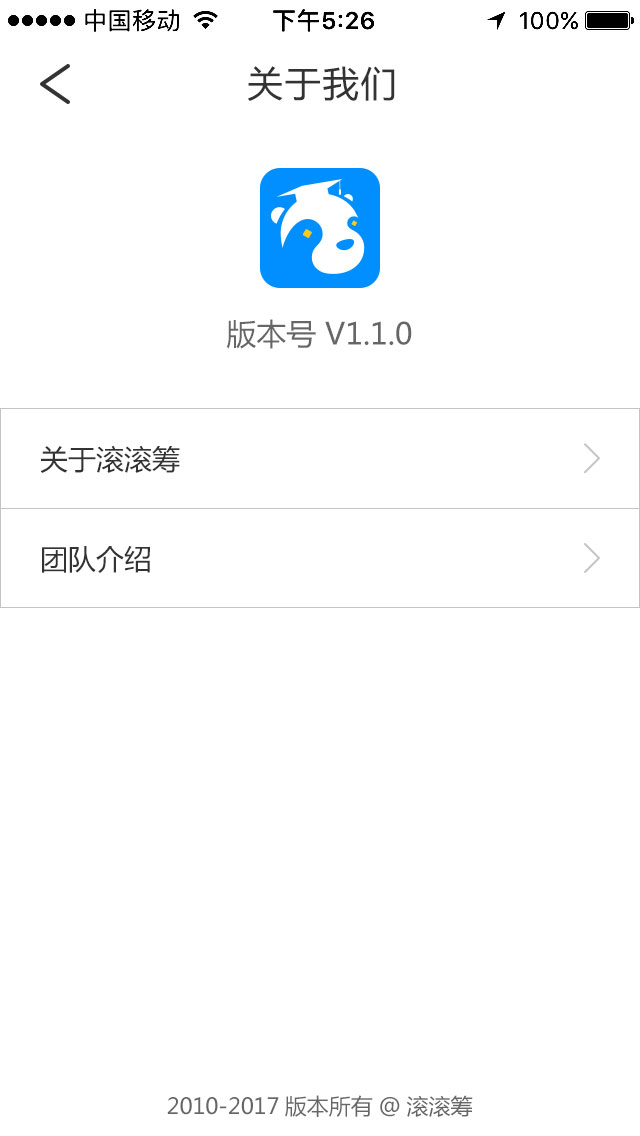 中国移动 下午5:26 100%
关于我们
版本号 V1.1.0
关于滚滚筹
团队介绍
2010-2017 版本所有 @ 滚滚筹